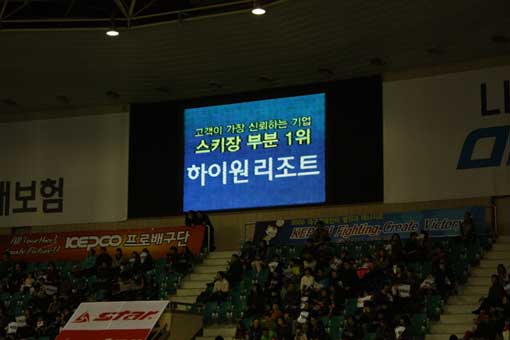 고객이 가장 신뢰하는 기업
스키장 부분 1위
하이원리조트
해보험
KEPCO 프로배구단
Fighting, Create Victory
star